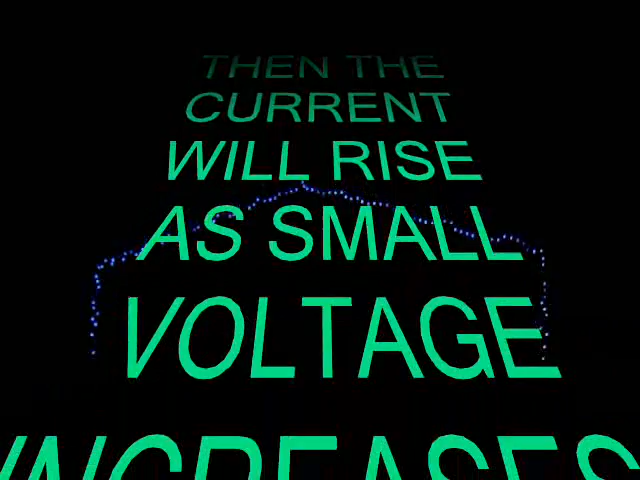 THEN THE
CURRENT
WILL RISE
AS SMALL
VOLTAGE
INCREASES